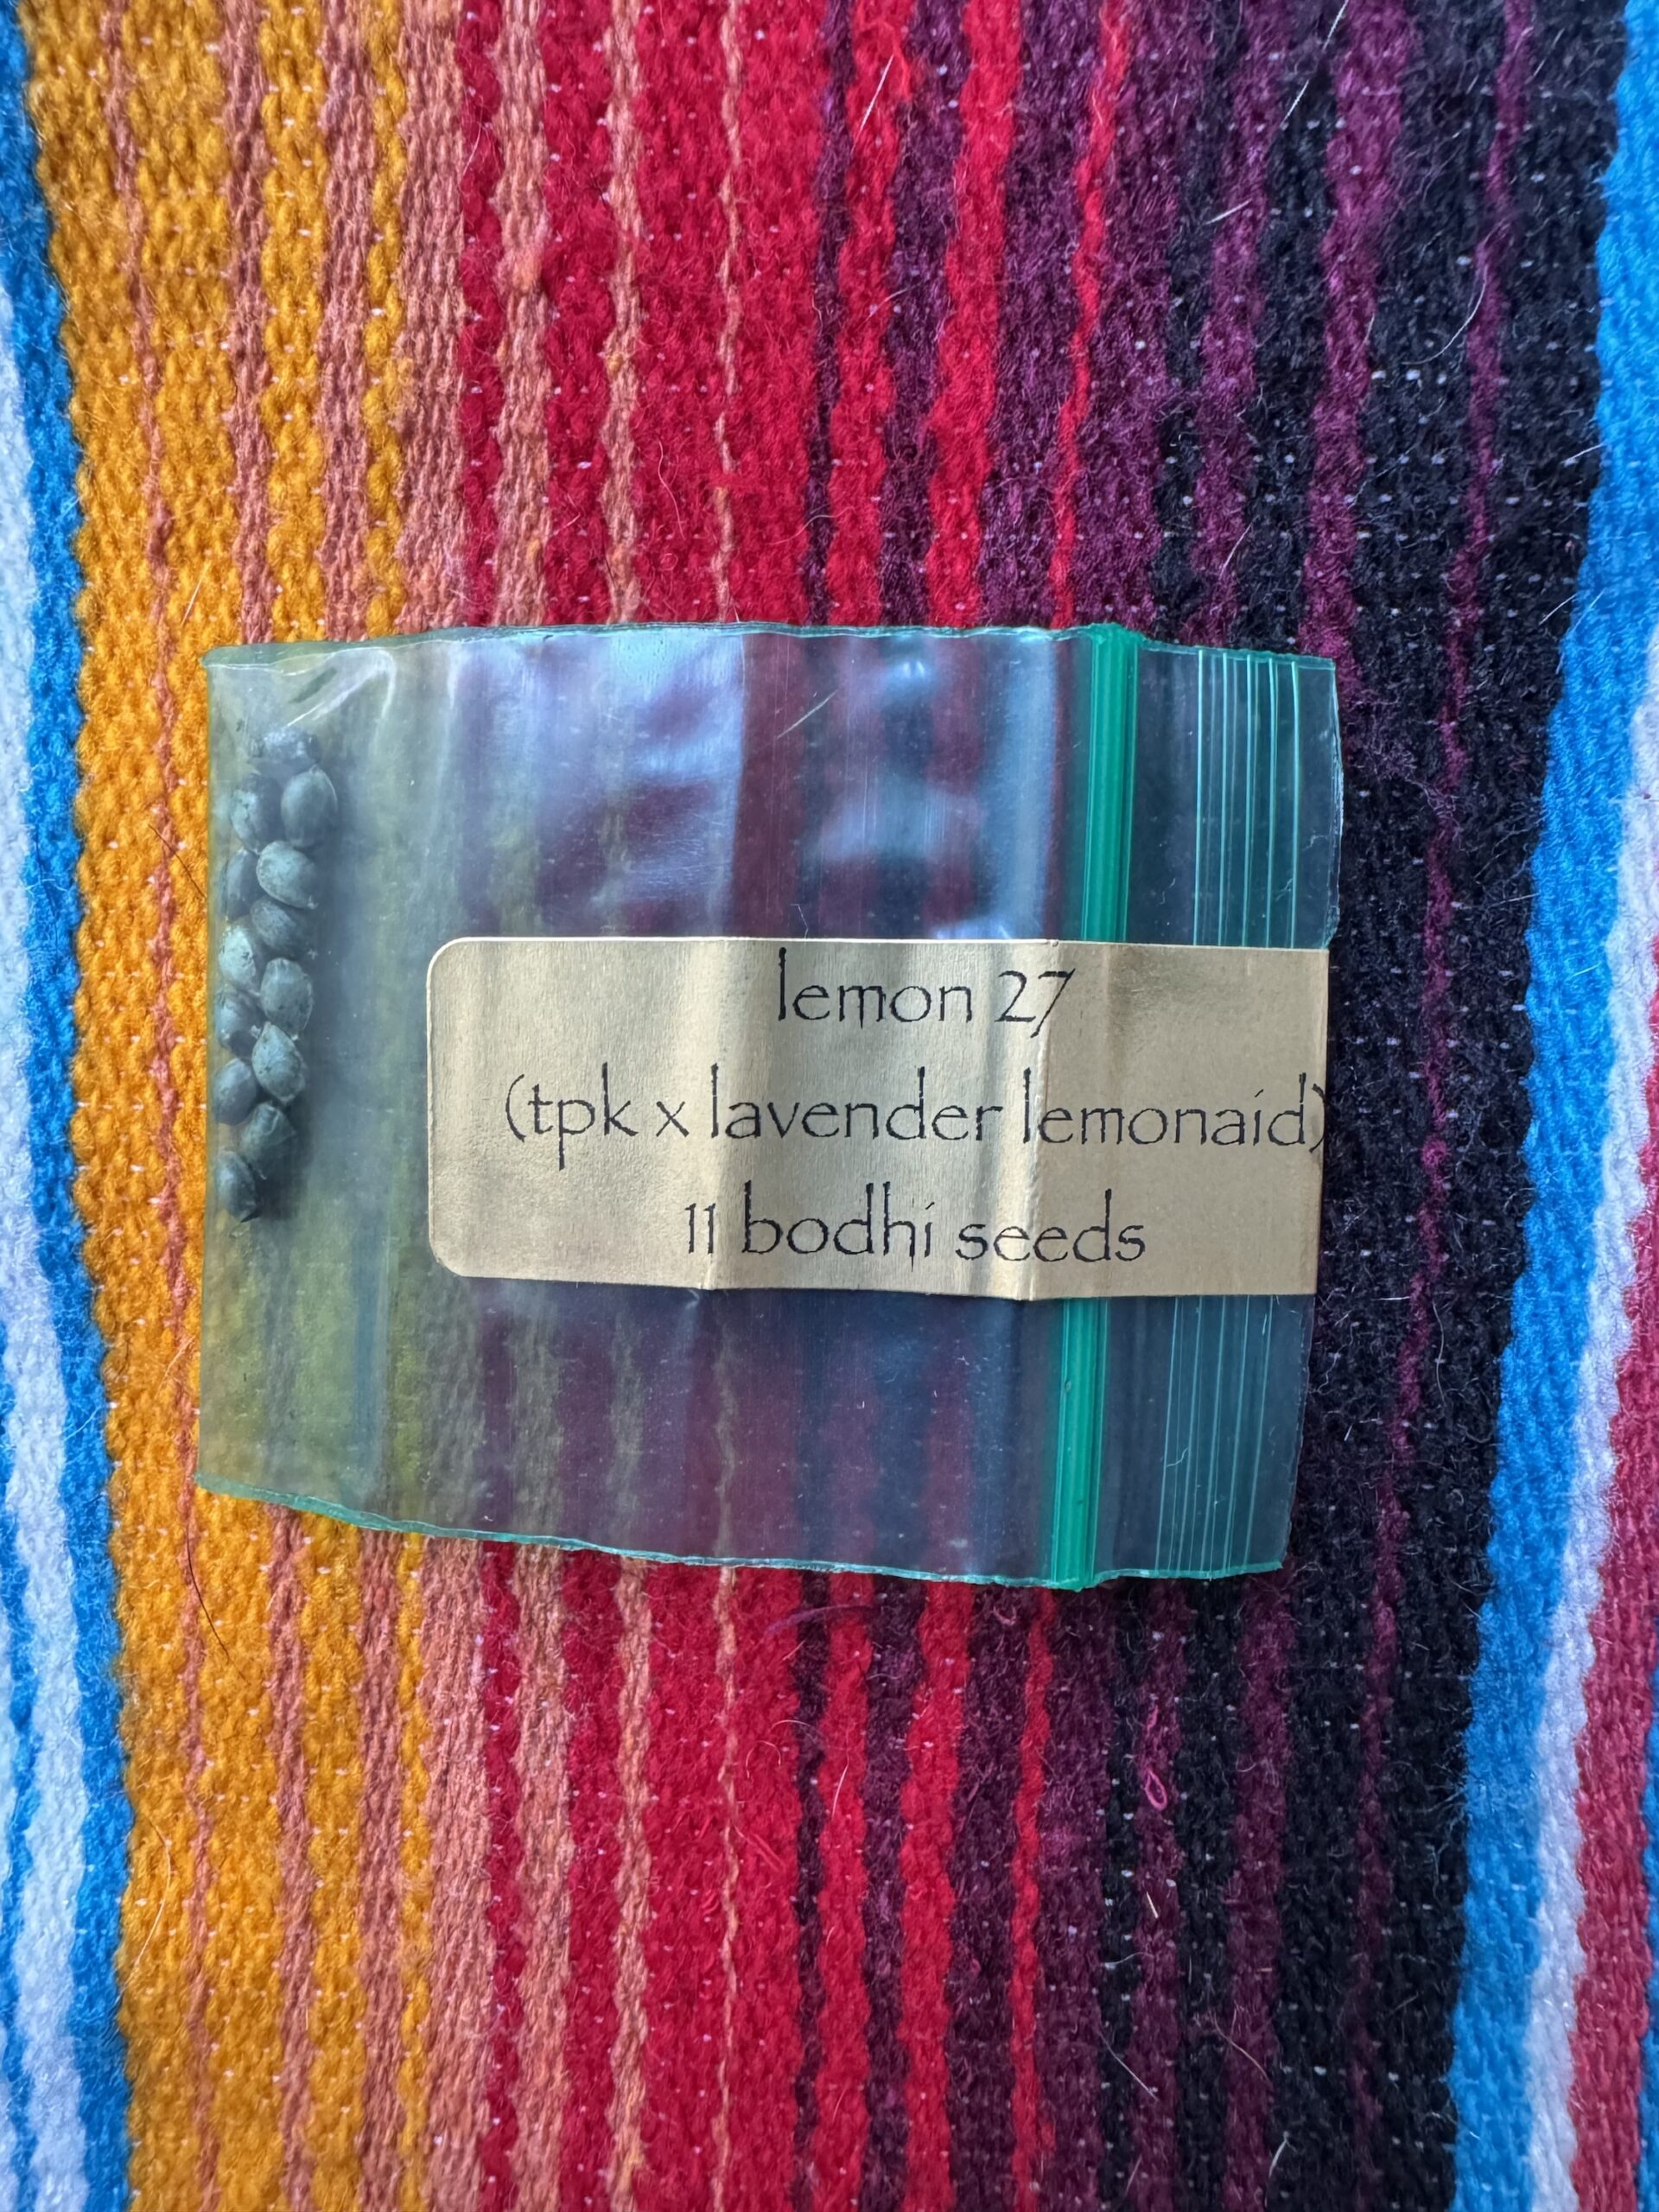 lemon 27
(tpk x lavender lemonaid)
11 bodhi seeds